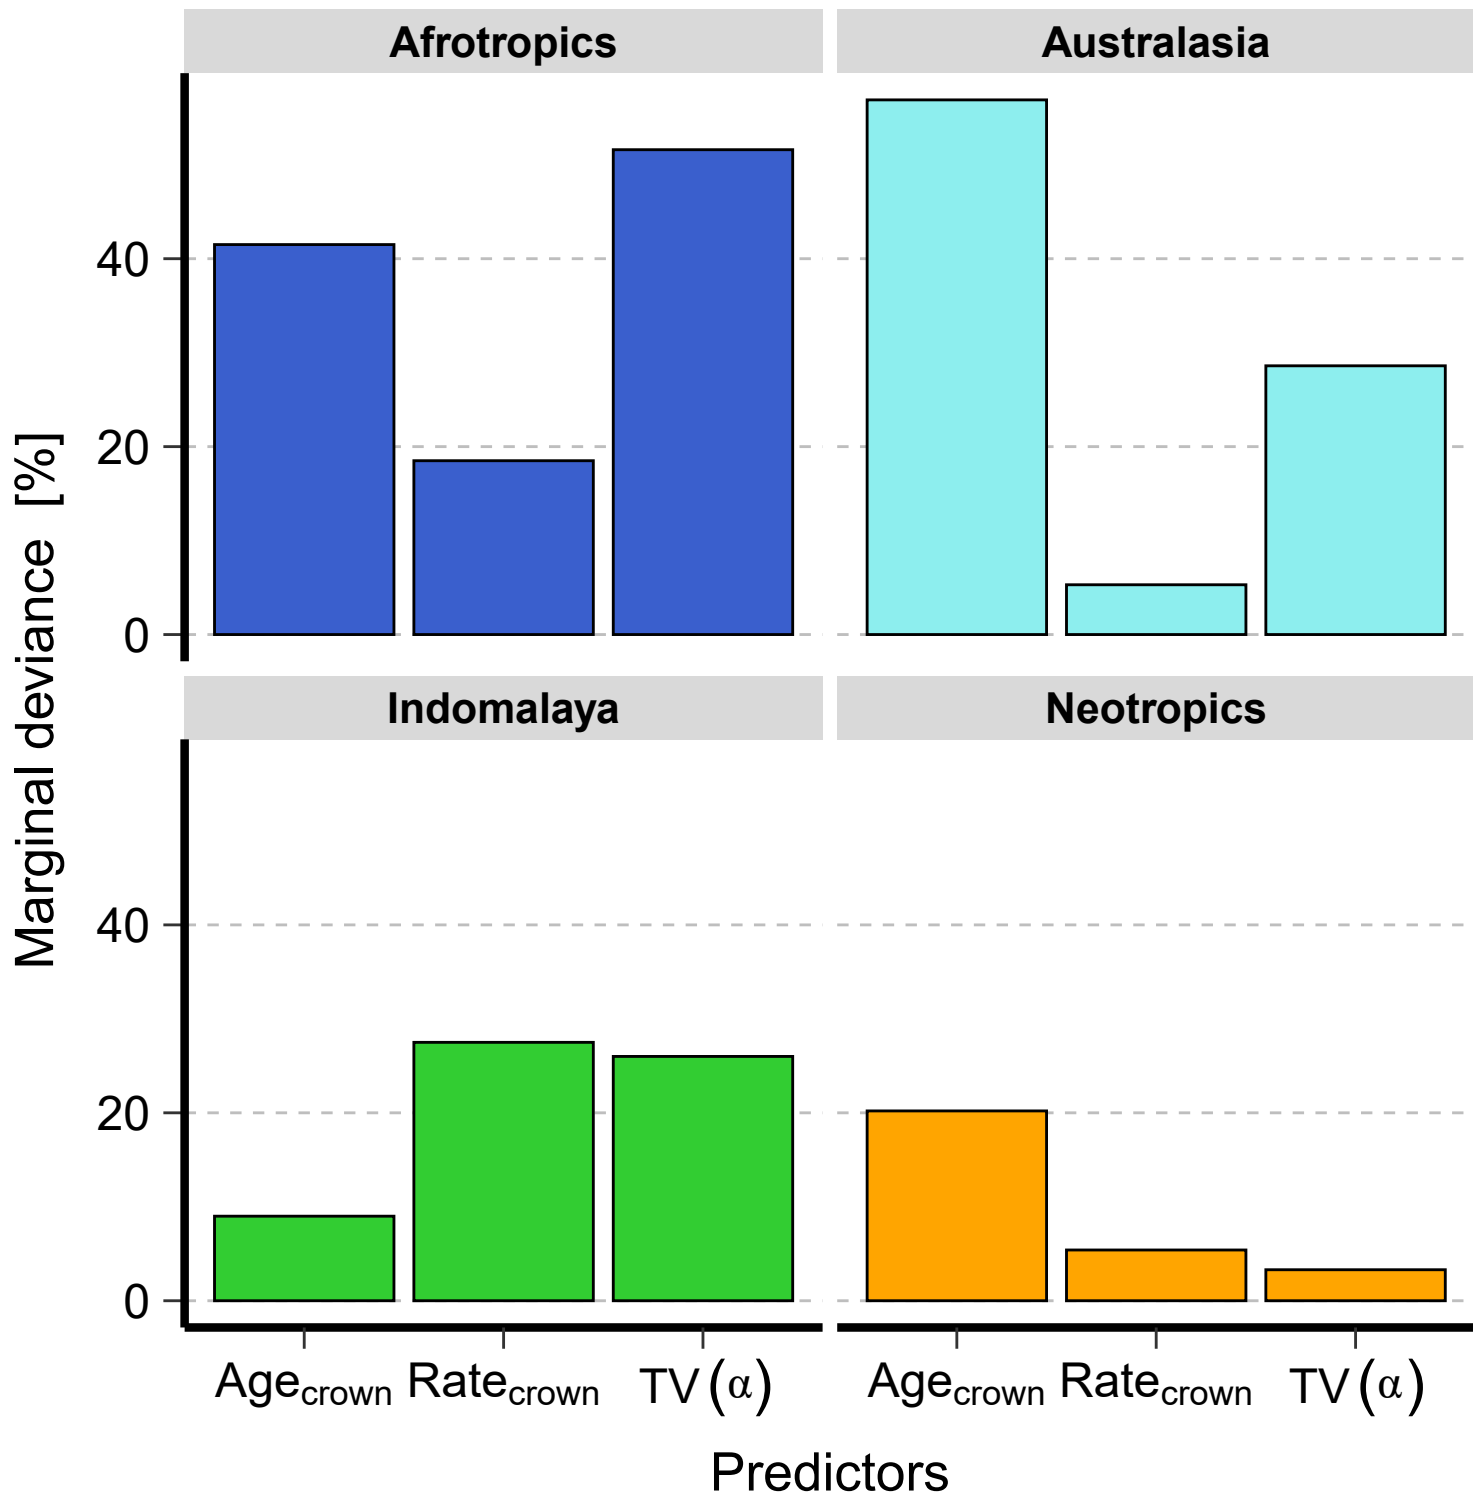 Afrotropics
Australasia
Marginal deviance [%]
40
20
0
Indomalaya
Neotropics
40
20
0
Agecrown Ratecrown TV(α)
Agecrown Ratecrown TV(α)
Predictors